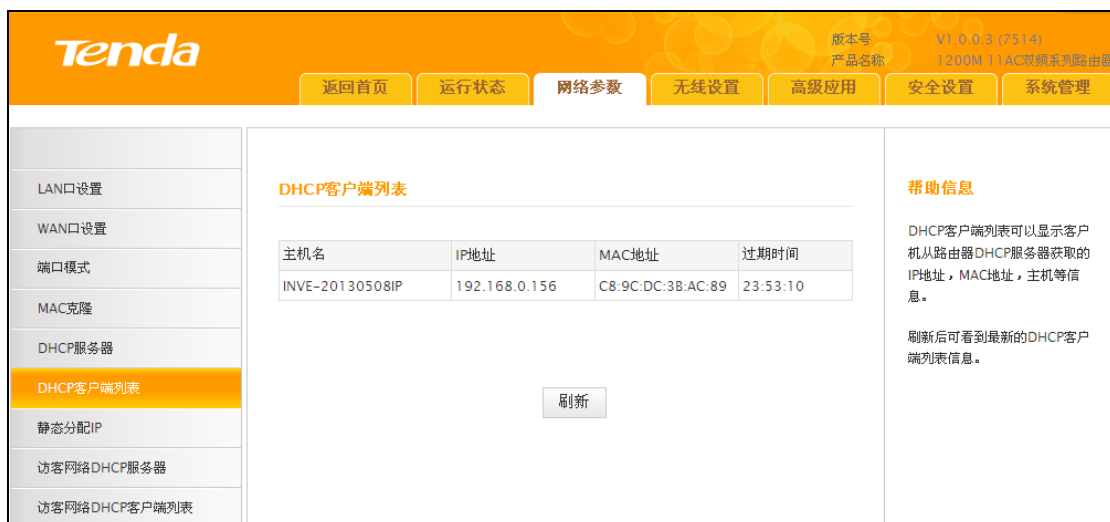 Tenda
版本号 V1.0.0.3 (7514)
产品名称 1200M 11AC双频系列路由器
返回首页 运行状态 网络参数 无线设置 高级应用 安全设置 系统管理
LAN口设置
WAN口设置
端口模式
MAC克隆
DHCP服务器
DHCP客户端列表
静态分配IP
访客网络DHCP服务器
访客网络DHCP客户端列表
DHCP客户端列表
主机名 IP地址 MAC地址 过期时间
INVE-20130508IP 192.168.0.156 C8:9C:DC:3B:AC:89 23:53:10
刷新
帮助信息
DHCP客户端列表可以显示客户
机从路由器DHCP服务器获取的
IP地址，MAC地址，主机等信
息。
刷新后可看到最新的DHCP客户
端列表信息。